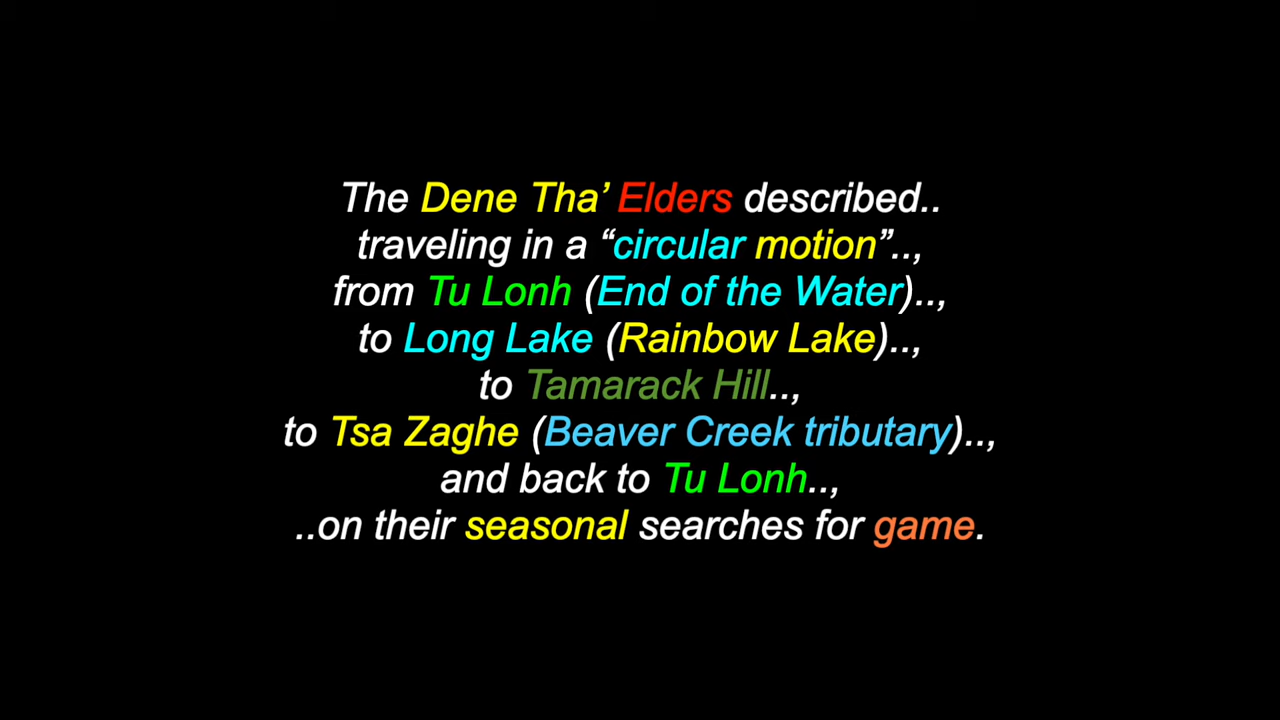 The Dene Tha’ Elders described..
traveling in a “circular motion”..,
from Tu Lonh (End of the Water)..,
to Long Lake (Rainbow Lake)..,
to Tamarack Hill..,
to Tsa Zaghe (Beaver Creek tributary)..,
and back to Tu Lonh..,
..on their seasonal searches for game.